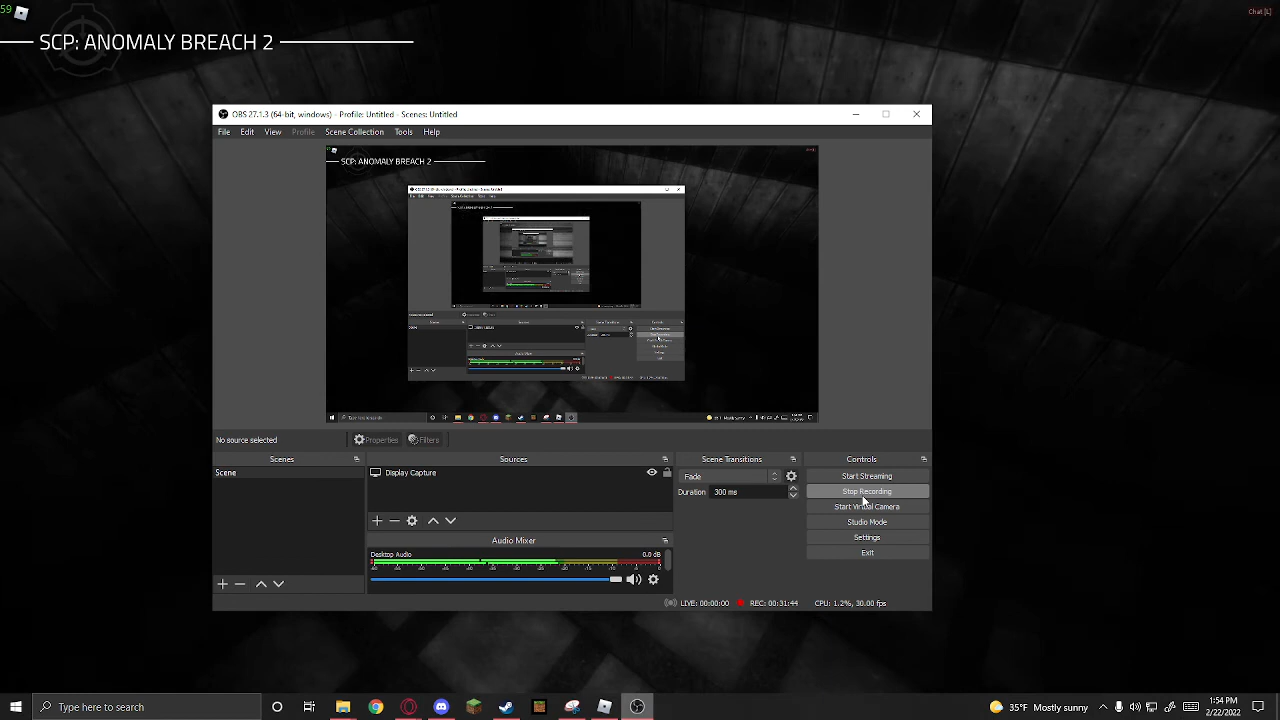 59
Chat [L]
SCP: ANOMALY BREACH 2
OBS 27.1.3 (64-bit, windows) - Profile: Untitled - Scenes: Untitled
File Edit View Profile Scene Collection Tools Help
SCP: ANOMALY BREACH 2
No source selected
Properties
Filters
Scenes
Sources
Scene Transitions
Controls
Scene
Display Capture
Fade
Duration 300 ms
Start Streaming
Stop Recording
Start Virtual Camera
Studio Mode
Settings
Exit
Audio Mixer
Desktop Audio 0.0 dB
LIVE: 00:00:00 REC: 00:31:44 CPU: 1.2%, 30.00 fps
Type here to search
35°F Mostly sunny
1:54 PM
2/22/2022